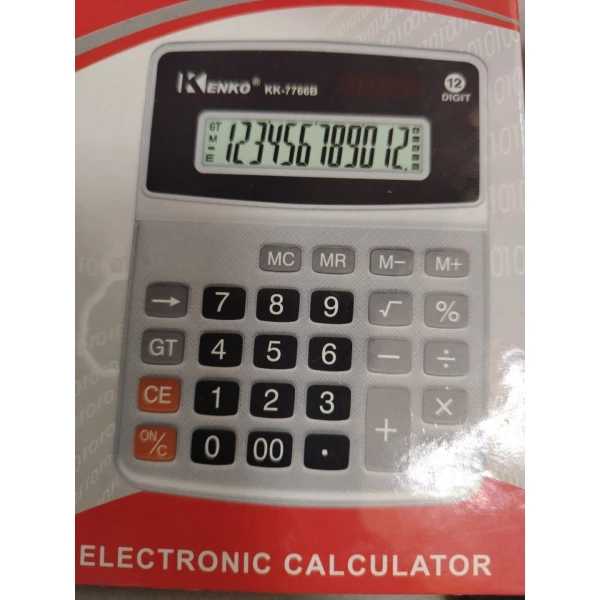 KENKO® KK-7766B
12
DIGIT
GT
M
E
123456789012.
MC MR M− M+
→ 7 8 9 √ %
GT 4 5 6 − ÷
CE 1 2 3 + ×
ON/C 0 00 .
ELECTRONIC CALCULATOR